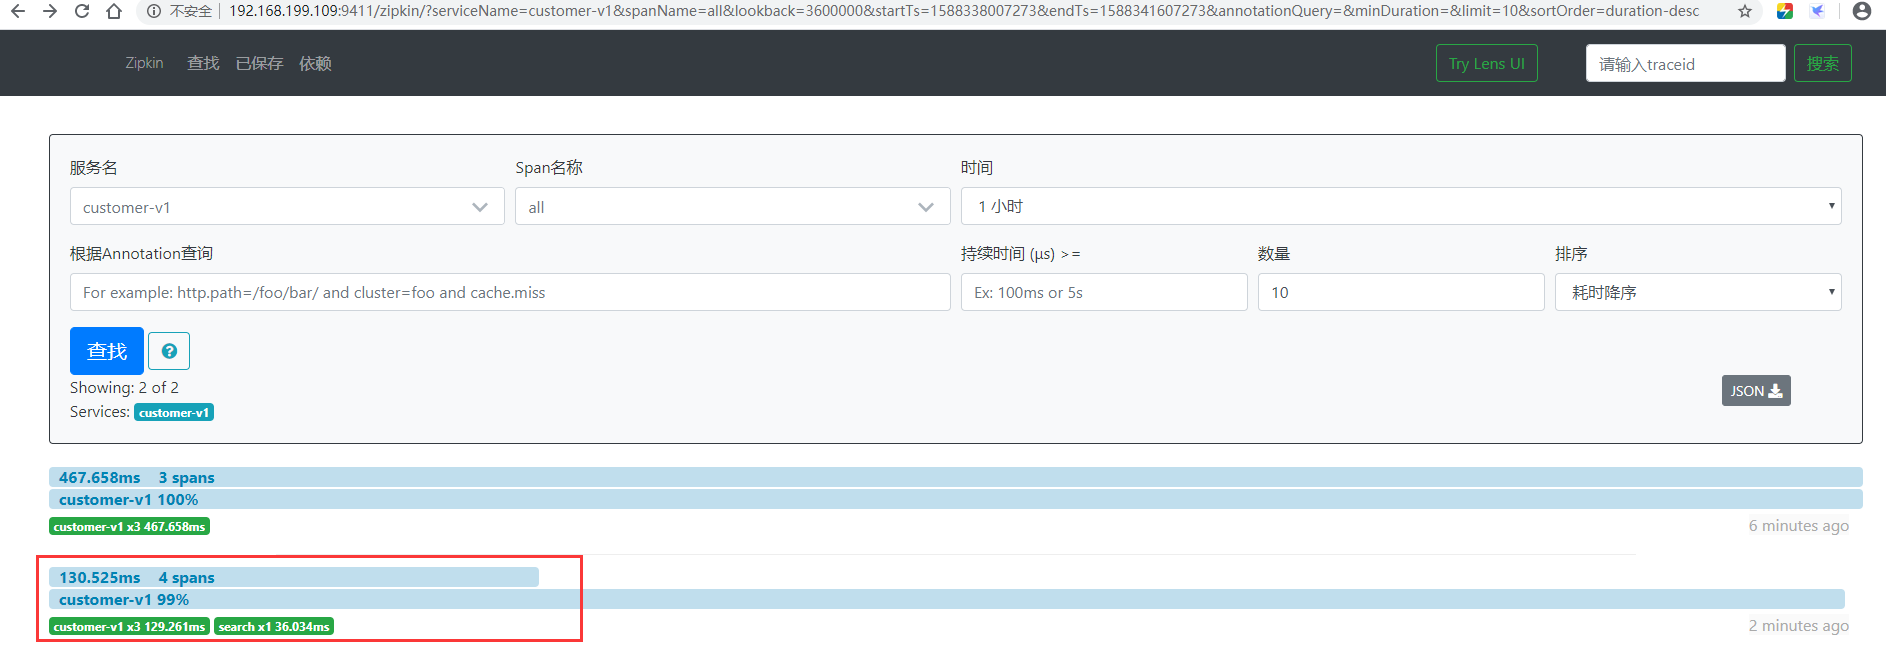 不安全 192.168.199.109:9411/zipkin/?serviceName=customer-v1&spanName=all&lookback=3600000&startTs=1588338007273&endTs=1588341607273&annotationQuery=&minDuration=&limit=10&sortOrder=duration-desc
Zipkin 查找 已保存 依赖 Try Lens UI 请输入traceid 搜索
服务名 Span名称 时间
customer-v1 all 1 小时
根据Annotation查询 持续时间 (μs) >= 数量 排序
For example: http.path=/foo/bar/ and cluster=foo and cache.miss Ex: 100ms or 5s 10 耗时降序
查找
Showing: 2 of 2
JSON
Services: customer-v1
467.658ms 3 spans
customer-v1 100%
customer-v1 x3 467.658ms 6 minutes ago
130.525ms 4 spans
customer-v1 99%
customer-v1 x3 129.261ms search x1 36.034ms 2 minutes ago